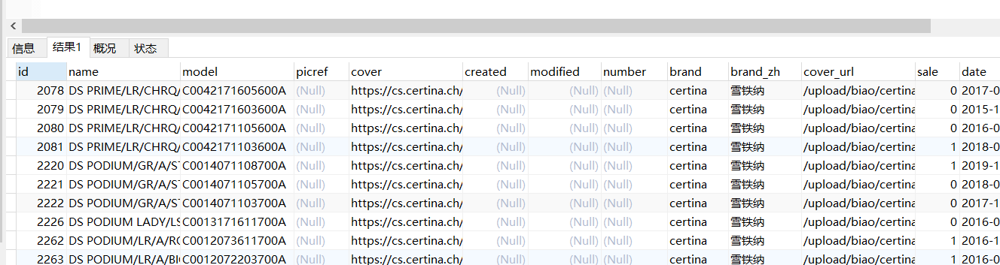 信息 结果1 概况 状态
id name model picref cover created modified number brand brand_zh cover_url sale date
2078 DS PRIME/LR/CHRQ/ C0042171605600A (Null) https://cs.certina.ch/ (Null) (Null) (Null) certina 雪铁纳 /upload/biao/certina 0 2017-0
2079 DS PRIME/LR/CHRQ/ C0042171603600A (Null) https://cs.certina.ch/ (Null) (Null) (Null) certina 雪铁纳 /upload/biao/certina 0 2015-1
2080 DS PRIME/LR/CHRQ/ C0042171105600A (Null) https://cs.certina.ch/ (Null) (Null) (Null) certina 雪铁纳 /upload/biao/certina 0 2016-0
2081 DS PRIME/LR/CHRQ/ C0042171103600A (Null) https://cs.certina.ch/ (Null) (Null) (Null) certina 雪铁纳 /upload/biao/certina 1 2018-0
2220 DS PODIUM/GR/A/ST C0014071108700A (Null) https://cs.certina.ch/ (Null) (Null) (Null) certina 雪铁纳 /upload/biao/certina 1 2019-1
2221 DS PODIUM/GR/A/ST C0014071105700A (Null) https://cs.certina.ch/ (Null) (Null) (Null) certina 雪铁纳 /upload/biao/certina 0 2018-0
2222 DS PODIUM/GR/A/ST C0014071103700A (Null) https://cs.certina.ch/ (Null) (Null) (Null) certina 雪铁纳 /upload/biao/certina 0 2017-1
2226 DS PODIUM LADY/LS C0013171611700A (Null) https://cs.certina.ch/ (Null) (Null) (Null) certina 雪铁纳 /upload/biao/certina 0 2016-0
2262 DS PODIUM/LR/A/RO C0012073611700A (Null) https://cs.certina.ch/ (Null) (Null) (Null) certina 雪铁纳 /upload/biao/certina 1 2016-1
2263 DS PODIUM/LR/A/BI C0012072203700A (Null) https://cs.certina.ch/ (Null) (Null) (Null) certina 雪铁纳 /upload/biao/certina 1 2016-0